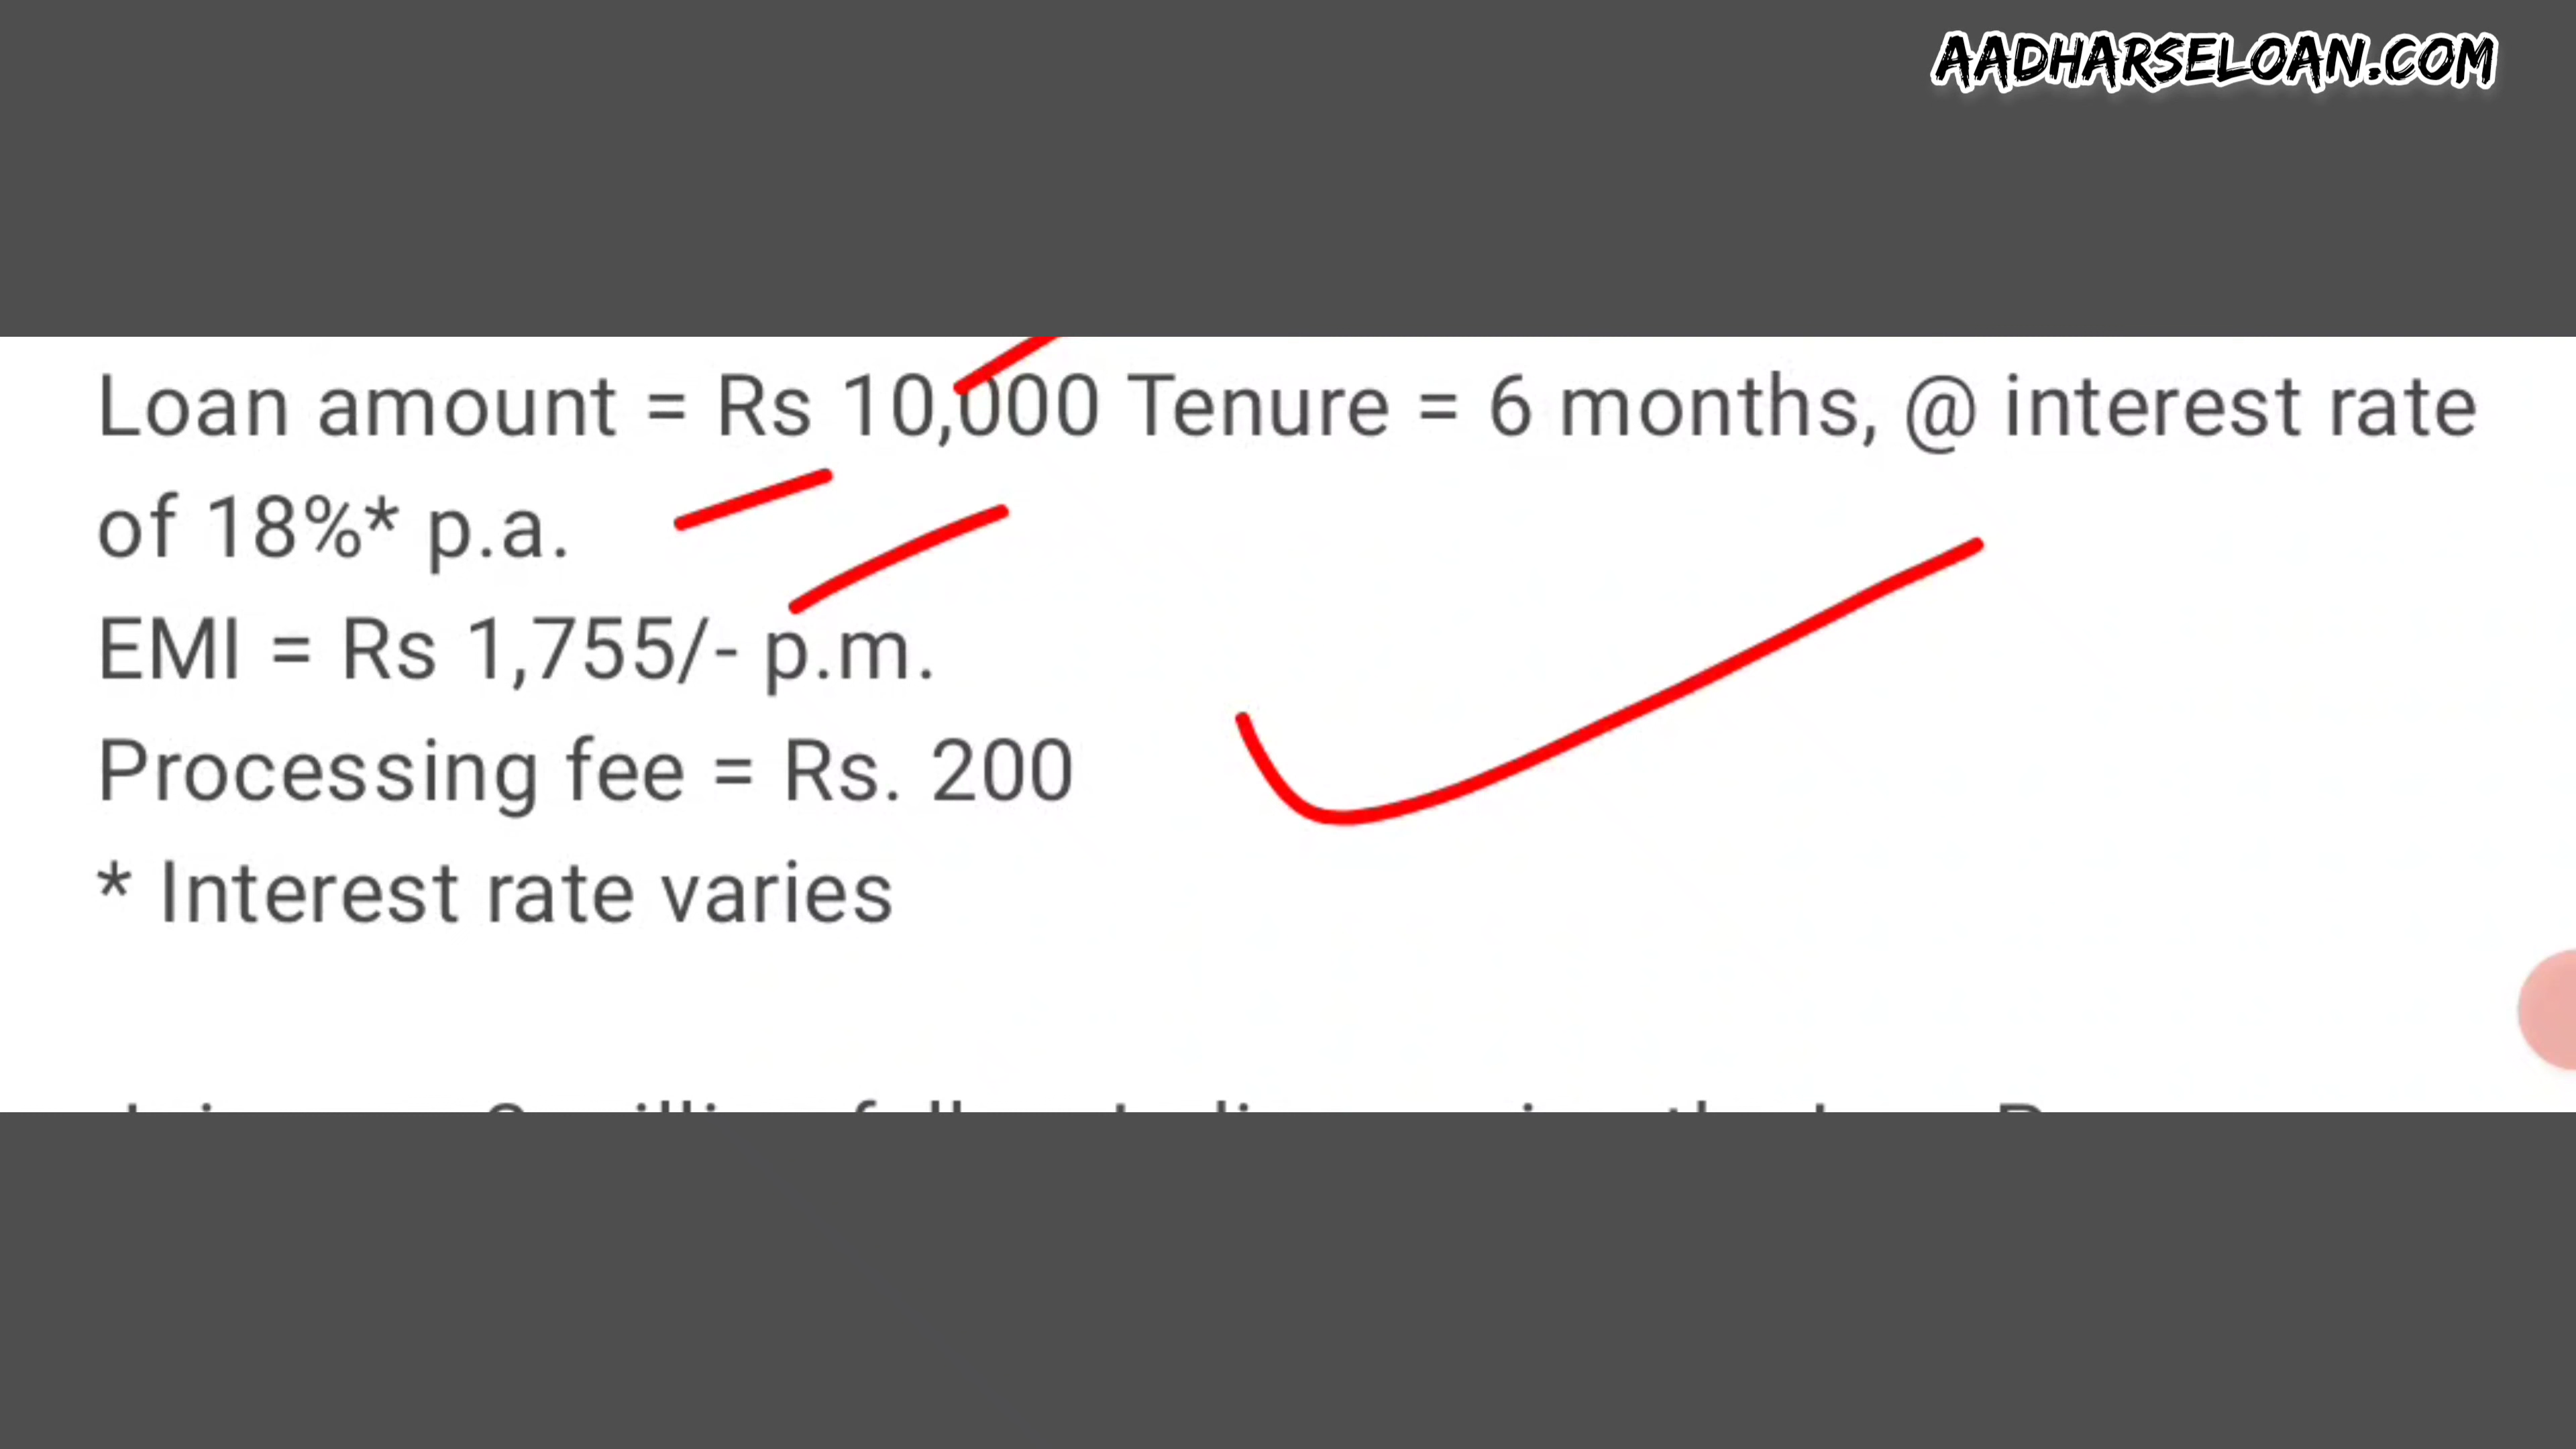 AADHARSELOAN.COM
Loan amount = Rs 10,000 Tenure = 6 months, @ interest rate
of 18%* p.a.
EMI = Rs 1,755/- p.m.
Processing fee = Rs. 200
* Interest rate varies